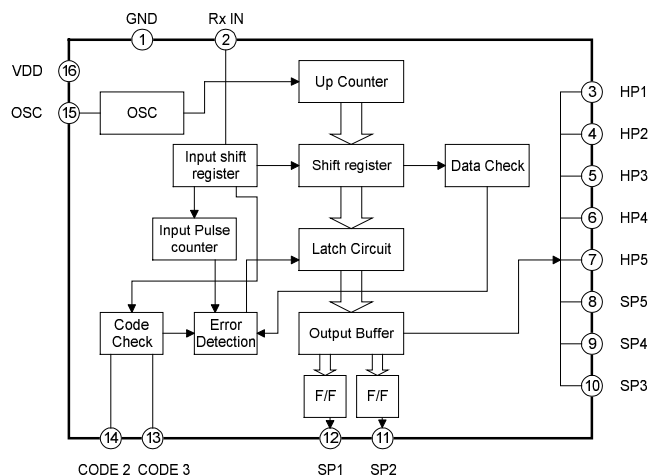 GND
Rx IN
1
2
VDD
16
OSC
15
OSC
Up Counter
3
HP1
4
HP2
Input shift
register
Shift register
Data Check
5
HP3
Input Pulse
counter
6
HP4
Latch Circuit
7
HP5
8
SP5
Code
Check
Error
Detection
Output Buffer
9
SP4
F/F
F/F
10
SP3
14
13
12
11
CODE 2
CODE 3
SP1
SP2